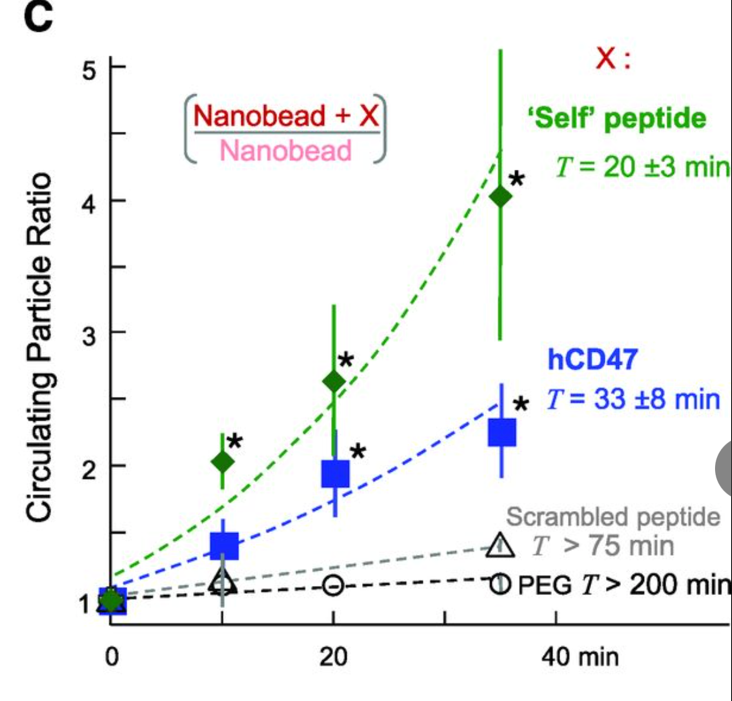 C
5
4
3
2
1
Circulating Particle Ratio
Nanobead + X
Nanobead
X :
‘Self’ peptide
T = 20 ±3 min
*
*
*
hCD47
T = 33 ±8 min
*
*
Scrambled peptide
T > 75 min
PEG T > 200 min
0
20
40 min